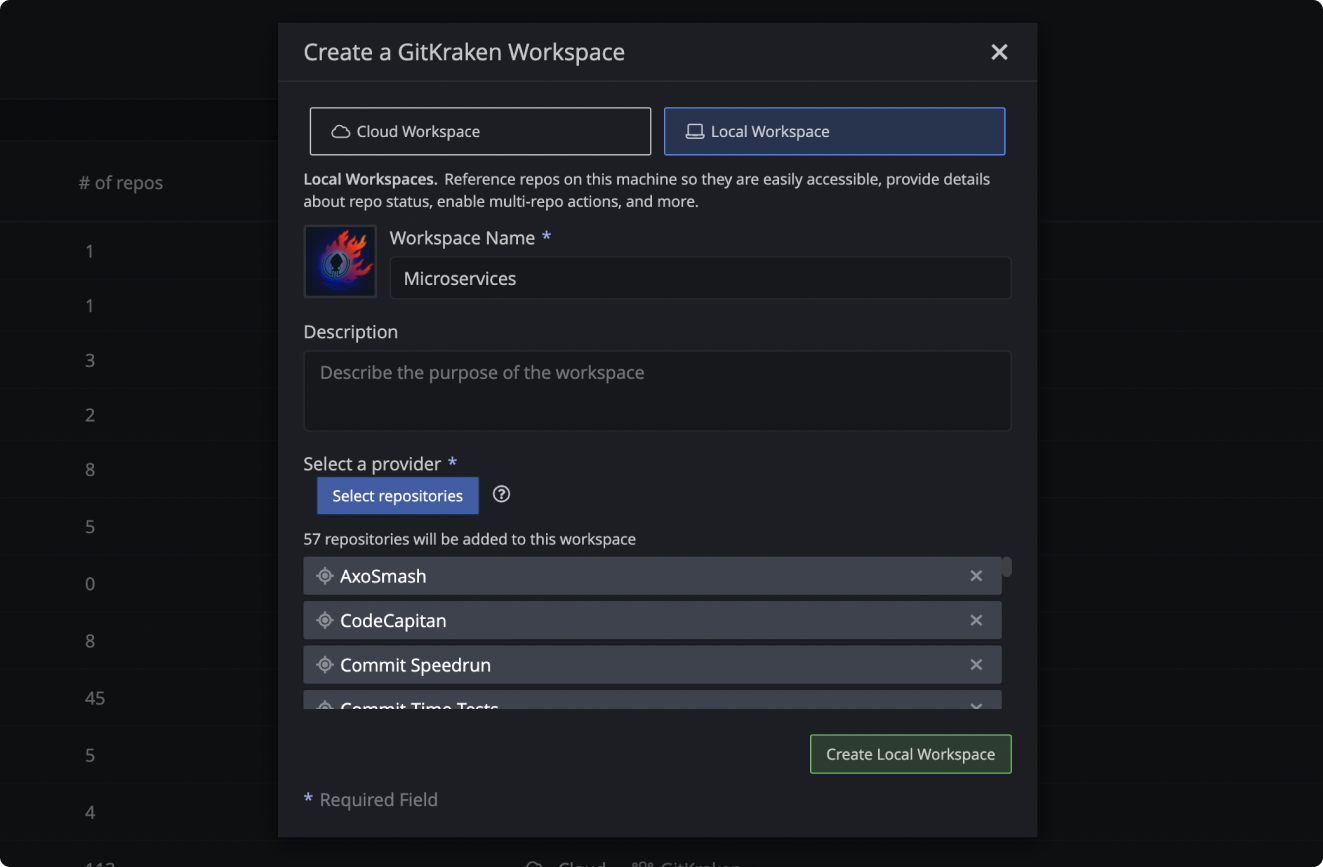 Create a GitKraken Workspace
Cloud Workspace
Local Workspace
Local Workspaces. Reference repos on this machine so they are easily accessible, provide details
about repo status, enable multi-repo actions, and more.
Workspace Name *
Microservices
Description
Describe the purpose of the workspace
Select a provider *
Select repositories
57 repositories will be added to this workspace
AxoSmash
CodeCapitan
Commit Speedrun
Commit Time Tests
Create Local Workspace
* Required Field
# of repos
1
1
3
2
8
5
0
8
45
5
4
Cloud
GitKraken